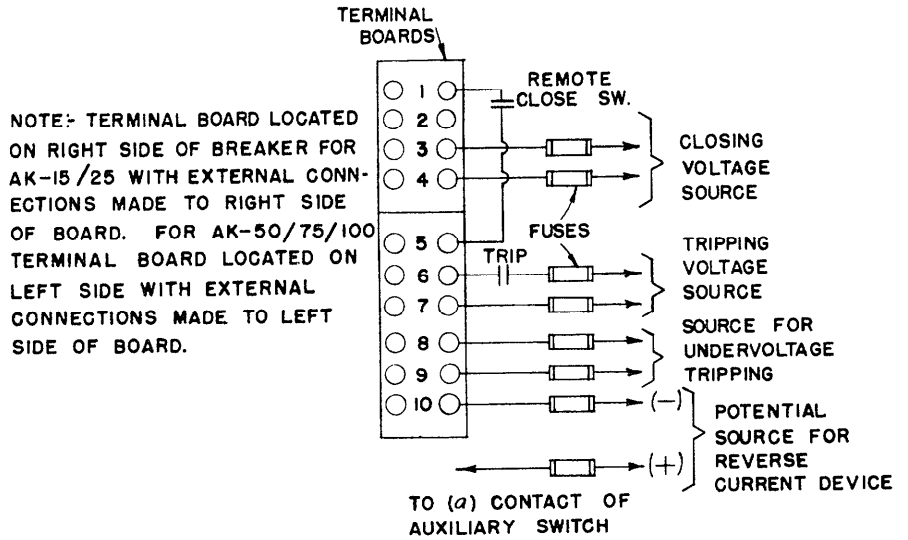 TERMINAL
BOARDS
NOTE:- TERMINAL BOARD LOCATED
ON RIGHT SIDE OF BREAKER FOR
AK-15/25 WITH EXTERNAL CONN-
ECTIONS MADE TO RIGHT SIDE
OF BOARD. FOR AK-50/75/100
TERMINAL BOARD LOCATED ON
LEFT SIDE WITH EXTERNAL
CONNECTIONS MADE TO LEFT
SIDE OF BOARD.
1
2
3
4
5
6
7
8
9
10
REMOTE
CLOSE SW.
CLOSING
VOLTAGE
SOURCE
FUSES
TRIP
TRIPPING
VOLTAGE
SOURCE
SOURCE FOR
UNDERVOLTAGE
TRIPPING
(-)
(+)
POTENTIAL
SOURCE FOR
REVERSE
CURRENT DEVICE
TO (a) CONTACT OF
AUXILIARY SWITCH